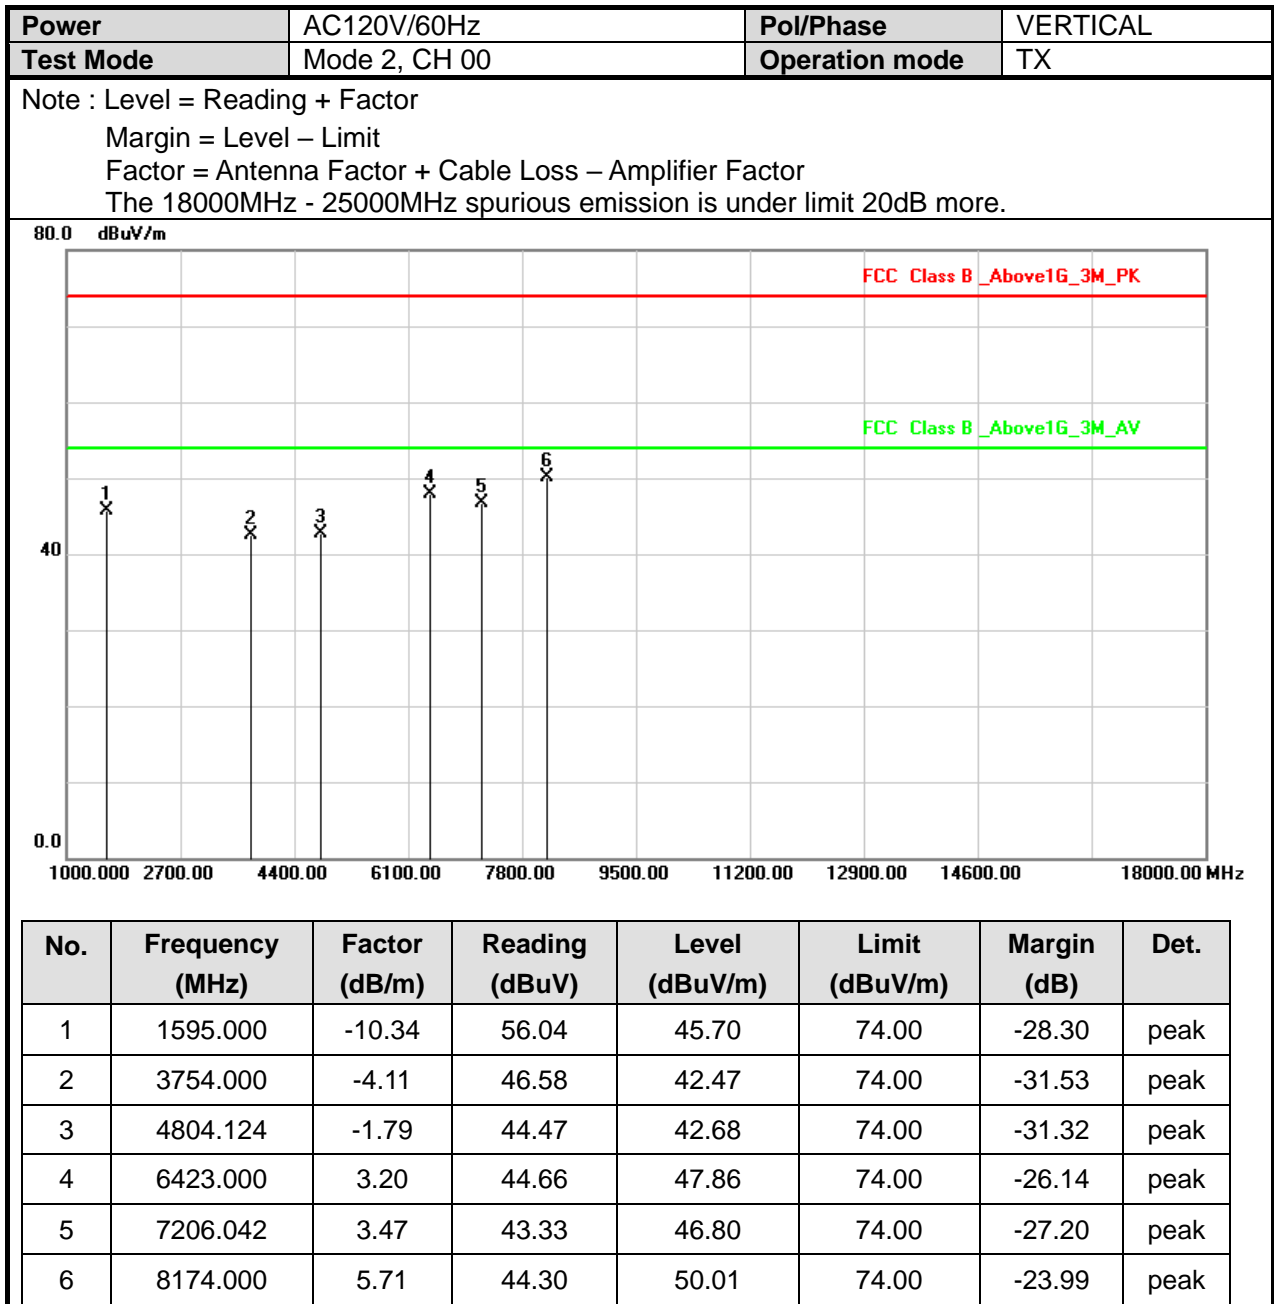 Power AC120V/60Hz Pol/Phase VERTICAL
Test Mode Mode 2, CH 00 Operation mode TX
Note : Level = Reading + Factor
Margin = Level – Limit
Factor = Antenna Factor + Cable Loss – Amplifier Factor
The 18000MHz - 25000MHz spurious emission is under limit 20dB more.
80.0 dBuV/m
FCC Class B _Above1G_3M_PK
FCC Class B _Above1G_3M_AV
1 2 3 4 5 6
40
0.0
1000.000 2700.00 4400.00 6100.00 7800.00 9500.00 11200.00 12900.00 14600.00 18000.00 MHz
No. Frequency Factor Reading Level Limit Margin Det.
(MHz) (dB/m) (dBuV) (dBuV/m) (dBuV/m) (dB)
1 1595.000 -10.34 56.04 45.70 74.00 -28.30 peak
2 3754.000 -4.11 46.58 42.47 74.00 -31.53 peak
3 4804.124 -1.79 44.47 42.68 74.00 -31.32 peak
4 6423.000 3.20 44.66 47.86 74.00 -26.14 peak
5 7206.042 3.47 43.33 46.80 74.00 -27.20 peak
6 8174.000 5.71 44.30 50.01 74.00 -23.99 peak